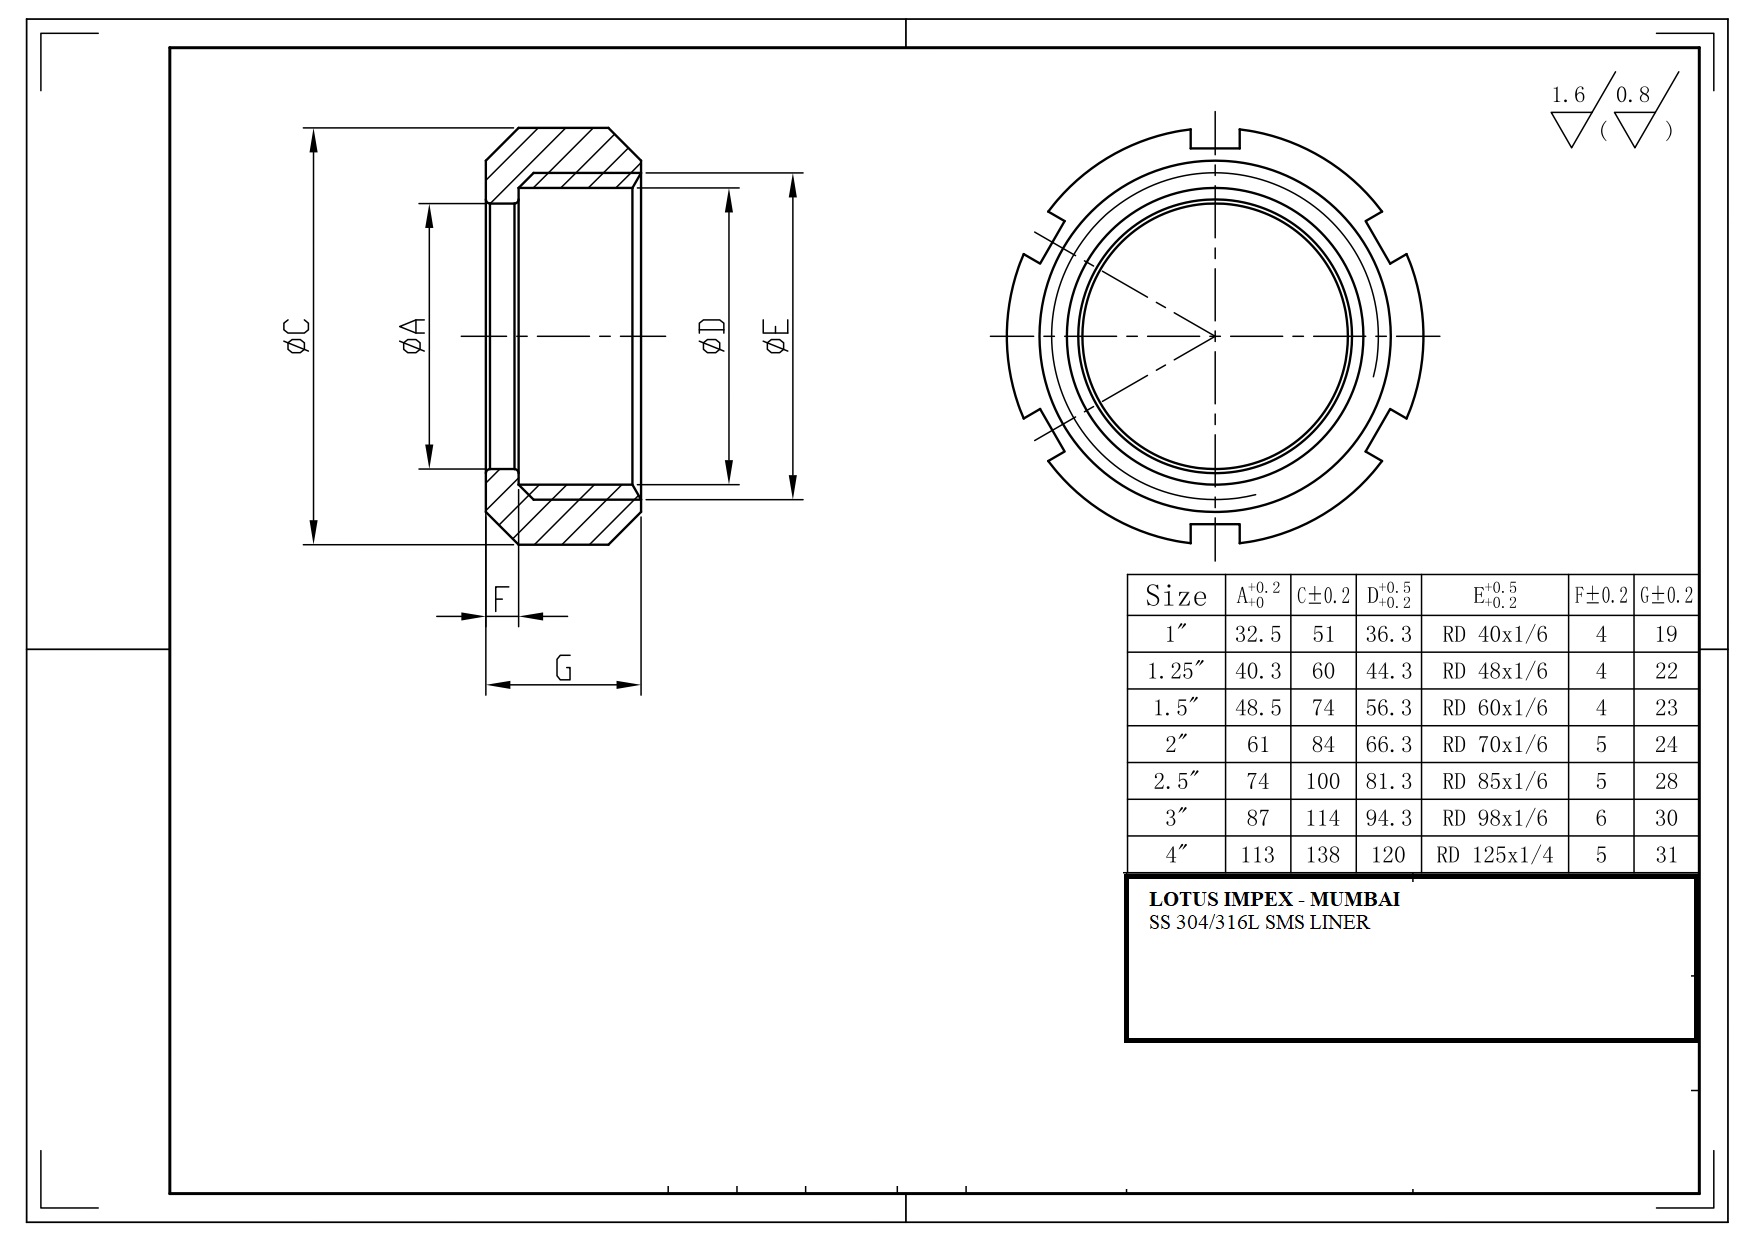 1.6 (0.8)
øC
øA
øD
øE
F
G
Size A+0.2+0 C±0.2 D+0.5+0.2 E+0.5+0.2 F±0.2 G±0.2
1″ 32.5 51 36.3 RD 40x1/6 4 19
1.25″ 40.3 60 44.3 RD 48x1/6 4 22
1.5″ 48.5 74 56.3 RD 60x1/6 4 23
2″ 61 84 66.3 RD 70x1/6 5 24
2.5″ 74 100 81.3 RD 85x1/6 5 28
3″ 87 114 94.3 RD 98x1/6 6 30
4″ 113 138 120 RD 125x1/4 5 31
LOTUS IMPEX - MUMBAI
SS 304/316L SMS LINER